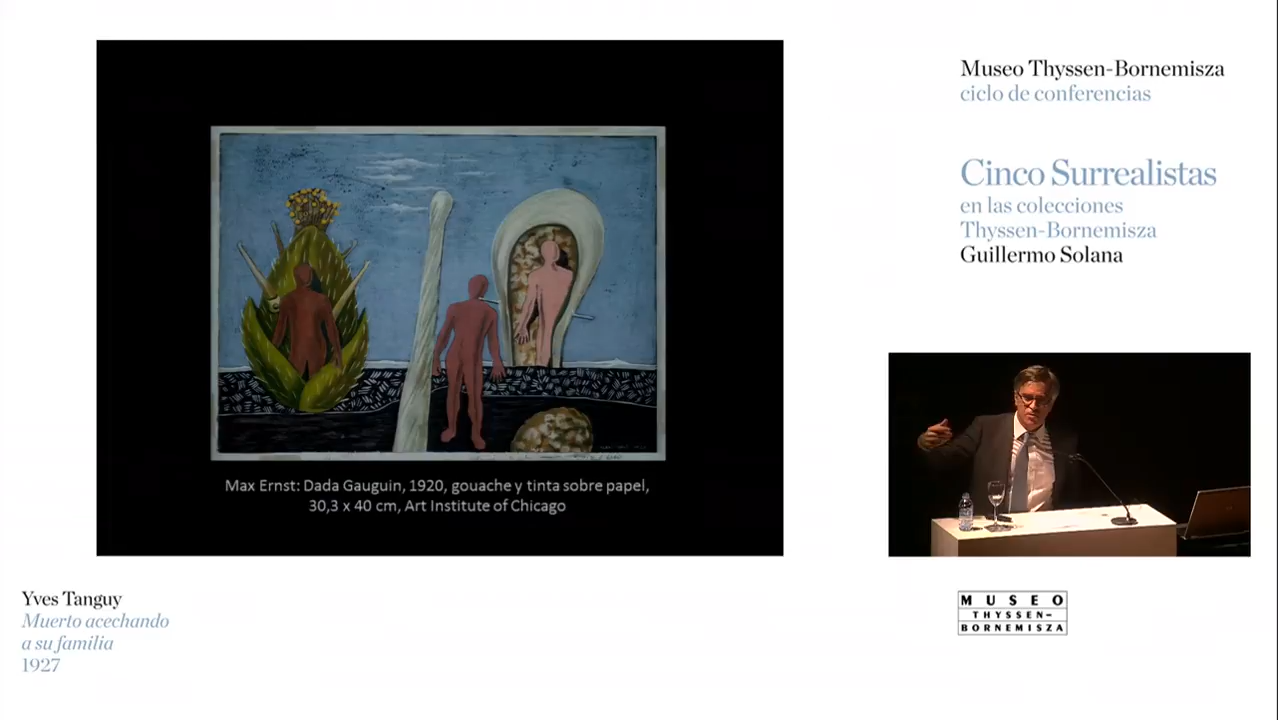 Museo Thyssen-Bornemisza
ciclo de conferencias
Cinco Surrealistas
en las colecciones
Thyssen-Bornemisza
Guillermo Solana
Max Ernst: Dada Gauguin, 1920, gouache y tinta sobre papel,
30,3 x 40 cm, Art Institute of Chicago
Yves Tanguy
Muerto acechando
a su familia
1927
MUSEO
THYSSEN-
BORNEMISZA